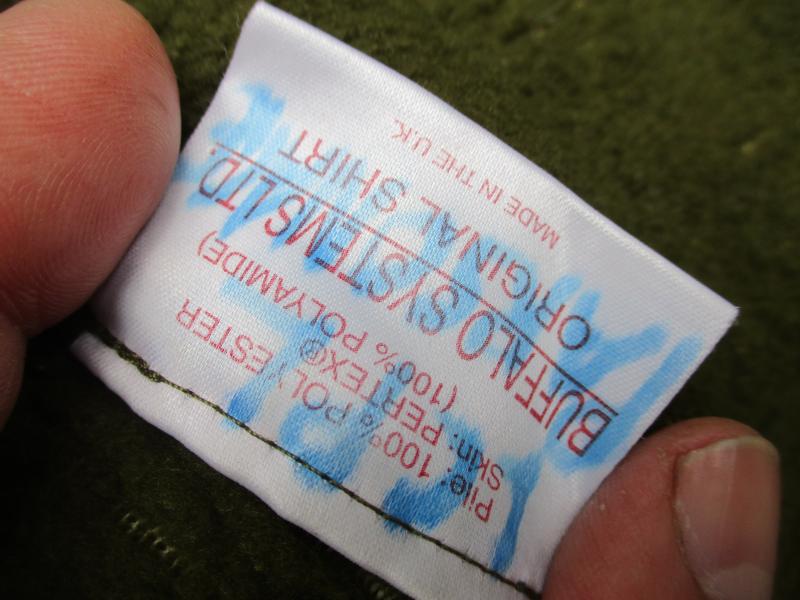 BUFFALO SYSTEMS LTD.
ORIGINAL SHIRT
MADE IN THE U.K.
Pile: 100% POLYESTER
Skin: PERTEX® 
(100% POLYAMIDE)